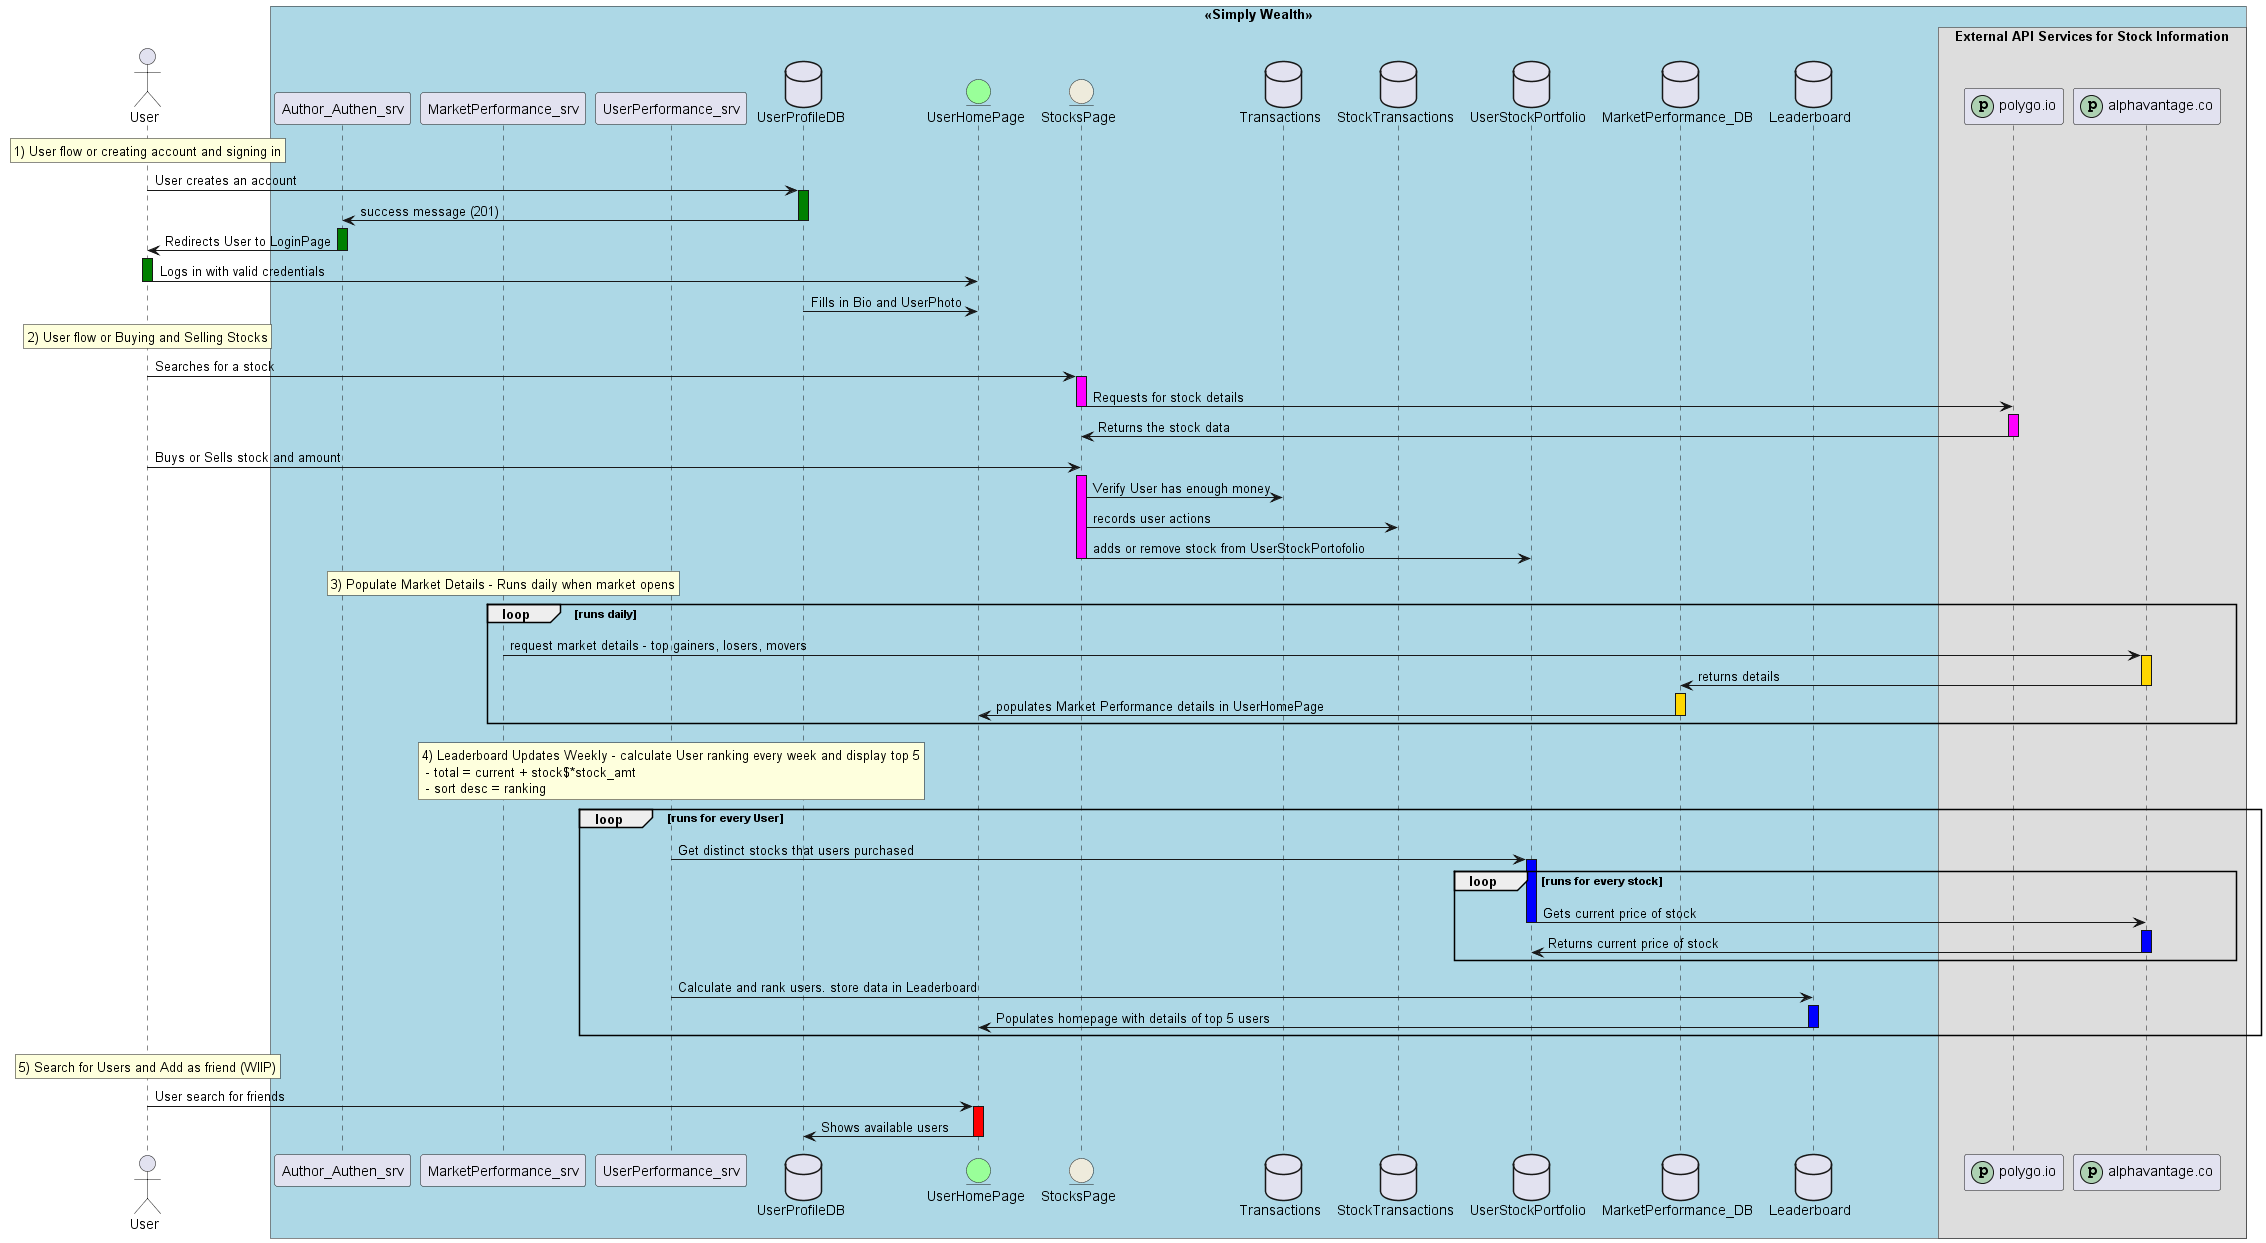 «Simply Wealth»
External API Services for Stock Information
User
Author_Authen_srv
MarketPerformance_srv
UserPerformance_srv
UserProfileDB
UserHomePage
StocksPage
Transactions
StockTransactions
UserStockPortfolio
MarketPerformance_DB
Leaderboard
p polygo.io
p alphavantage.co
1) User flow or creating account and signing in
User creates an account
success message (201)
Redirects User to LoginPage
Logs in with valid credentials
Fills in Bio and UserPhoto
2) User flow or Buying and Selling Stocks
Searches for a stock
Requests for stock details
Returns the stock data
Buys or Sells stock and amount
Verify User has enough money
records user actions
adds or remove stock from UserStockPortofolio
3) Populate Market Details - Runs daily when market opens
loop [runs daily]
request market details - top gainers, losers, movers
returns details
populates Market Performance details in UserHomePage
4) Leaderboard Updates Weekly - calculate User ranking every week and display top 5
- total = current + stock$*stock_amt
- sort desc = ranking
loop [runs for every User]
Get distinct stocks that users purchased
loop [runs for every stock]
Gets current price of stock
Returns current price of stock
Calculate and rank users. store data in Leaderboard
Populates homepage with details of top 5 users
5) Search for Users and Add as friend (WIIP)
User search for friends
Shows available users
User
Author_Authen_srv
MarketPerformance_srv
UserPerformance_srv
UserProfileDB
UserHomePage
StocksPage
Transactions
StockTransactions
UserStockPortfolio
MarketPerformance_DB
Leaderboard
p polygo.io
p alphavantage.co